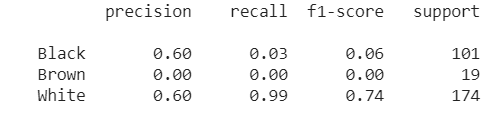 precision recall f1-score support
Black 0.60 0.03 0.06 101
Brown 0.00 0.00 0.00 19
White 0.60 0.99 0.74 174